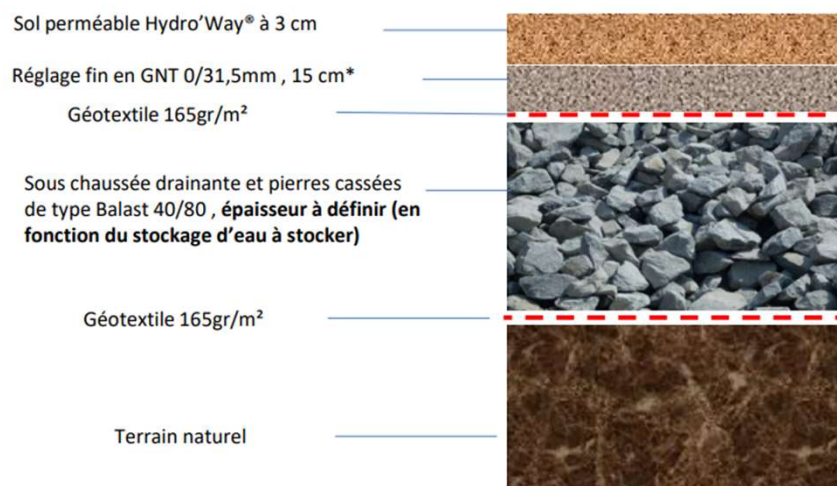 Sol perméable Hydro’Way® à 3 cm
Réglage fin en GNT 0/31,5mm , 15 cm*
Géotextile 165gr/m²
Sous chaussée drainante et pierres cassées
de type Balast 40/80 , épaisseur à définir (en
fonction du stockage d’eau à stocker)
Géotextile 165gr/m²
Terrain naturel